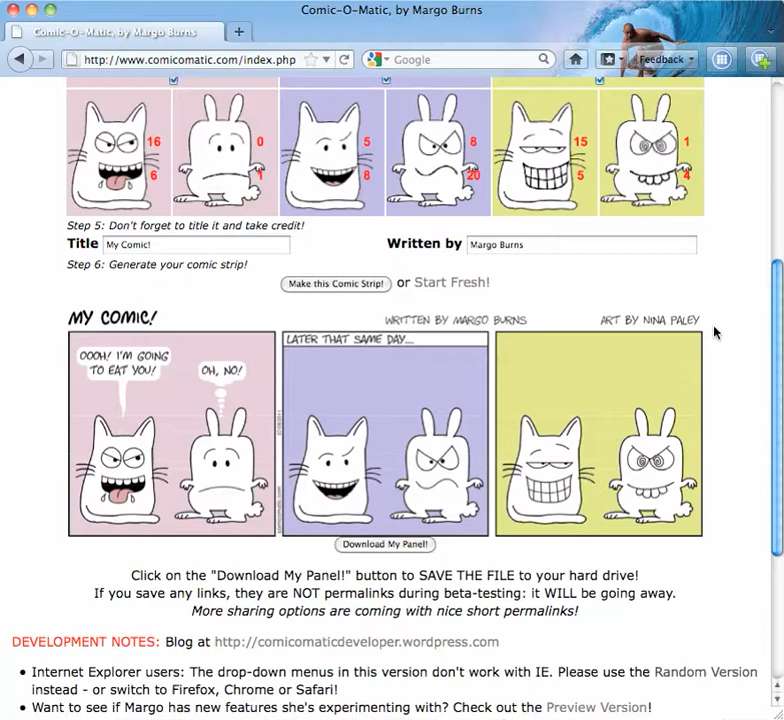 Comic-O-Matic, by Margo Burns
Comic-O-Matic, by Margo Burns
http://www.comicomatic.com/index.php
Google
Feedback
16 0 5 8 15 1
6 1 8 20 5 4
Step 5: Don't forget to title it and take credit!
Title My Comic! Written by Margo Burns
Step 6: Generate your comic strip!
Make this Comic Strip! or Start Fresh!
MY COMIC! WRITTEN BY MARGO BURNS ART BY NINA PALEY
OOOH! I'M GOING
TO EAT YOU!
OH, NO!
LATER THAT SAME DAY...
Download My Panel!
Click on the "Download My Panel!" button to SAVE THE FILE to your hard drive!
If you save any links, they are NOT permalinks during beta-testing: it WILL be going away.
More sharing options are coming with nice short permalinks!
DEVELOPMENT NOTES: Blog at http://comicomaticdeveloper.wordpress.com
• Internet Explorer users: The drop-down menus in this version don't work with IE. Please use the Random Version
instead - or switch to Firefox, Chrome or Safari!
• Want to see if Margo has new features she's experimenting with? Check out the Preview Version!